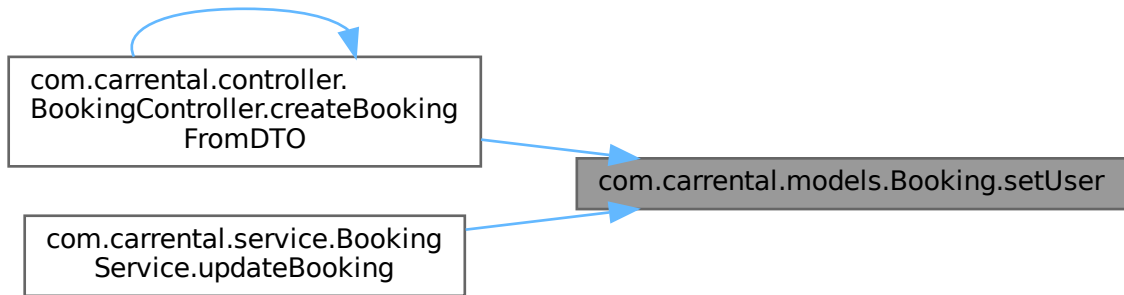 com.carrental.controller.
BookingController.createBooking
FromDTO
com.carrental.models.Booking.setUser
com.carrental.service.Booking
Service.updateBooking